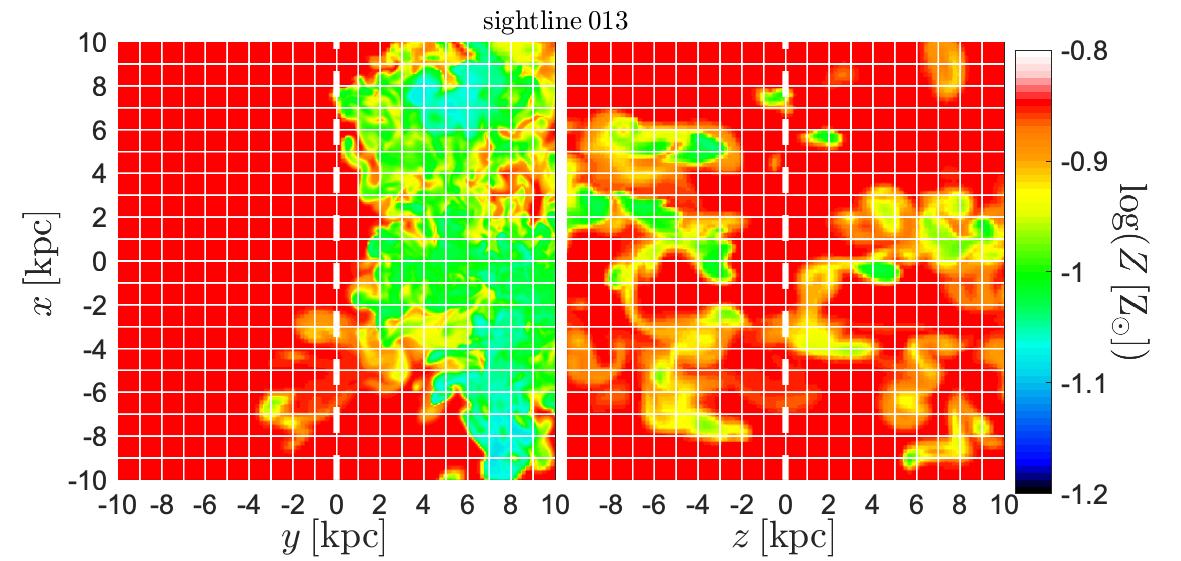 sightline 013
10
8
6
4
2
0
-2
-4
-6
-8
-10
x [kpc]
-10 -8 -6 -4 -2 0 2 4 6 8 10
y [kpc]
-8 -6 -4 -2 0 2 4 6 8 10
z [kpc]
-0.8
-0.9
-1
-1.1
-1.2
log(Z [Z⊙])